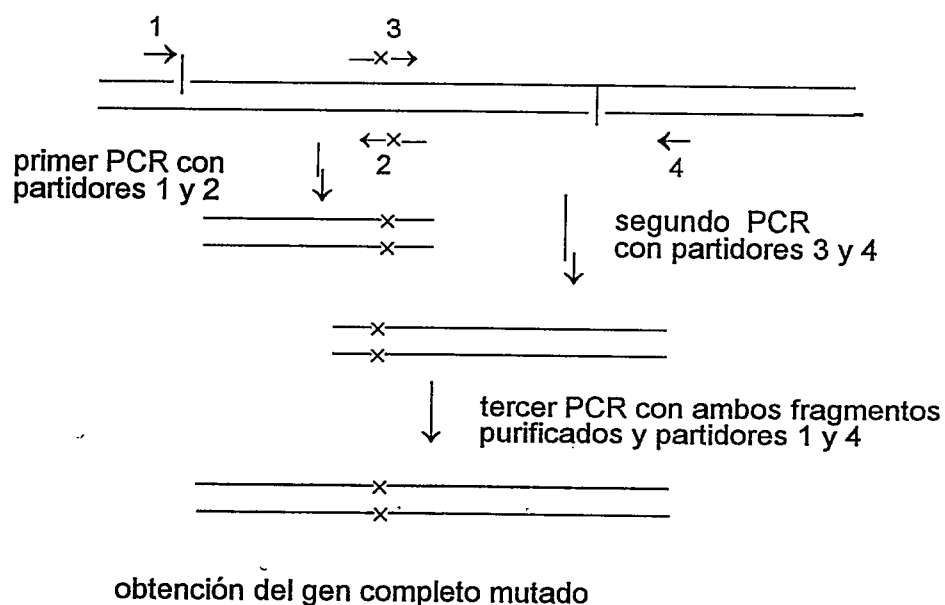 1
3
2
4
primer PCR con
partidores 1 y 2
segundo PCR
con partidores 3 y 4
tercer PCR con ambos fragmentos
purificados y partidores 1 y 4
obtención del gen completo mutado